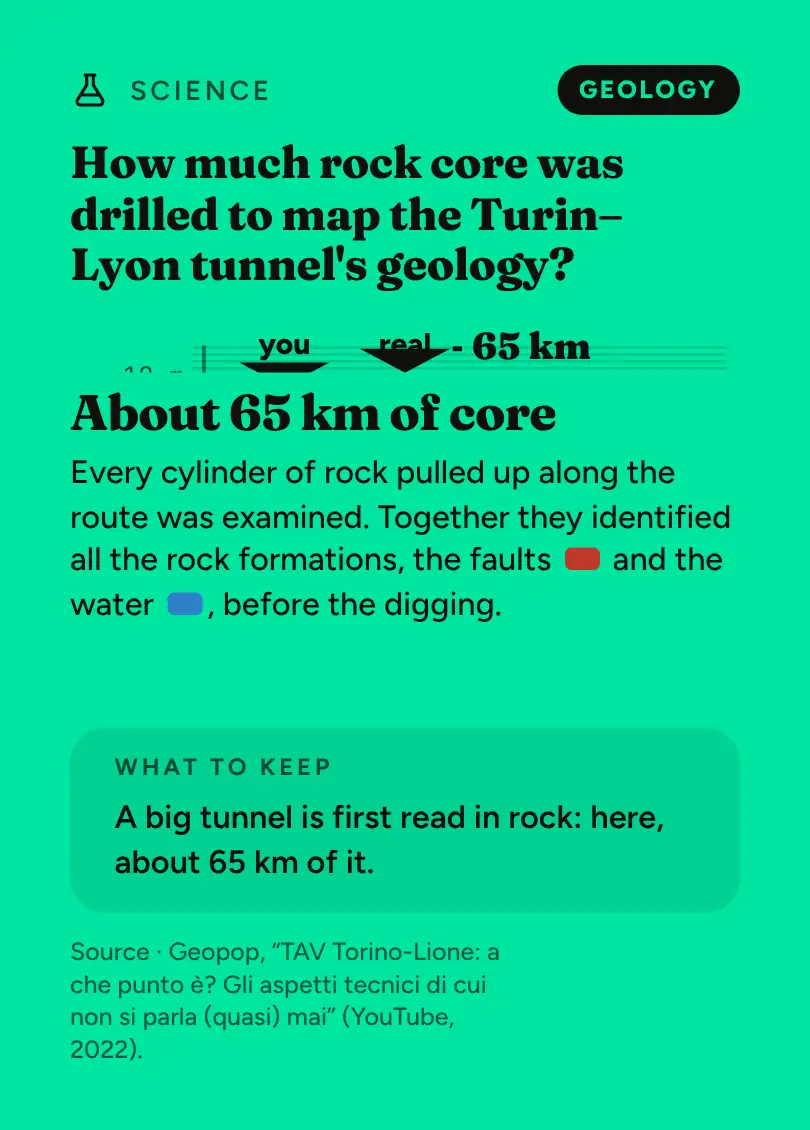 SCIENCE
GEOLOGY
How much rock core was
drilled to map the Turin–
Lyon tunnel's geology?
you
real
- 65 km
About 65 km of core
Every cylinder of rock pulled up along the
route was examined. Together they identified
all the rock formations, the faults and the
water , before the digging.
WHAT TO KEEP
A big tunnel is first read in rock: here,
about 65 km of it.
Source · Geopop, “TAV Torino-Lione: a
che punto è? Gli aspetti tecnici di cui
non si parla (quasi) mai” (YouTube,
2022).